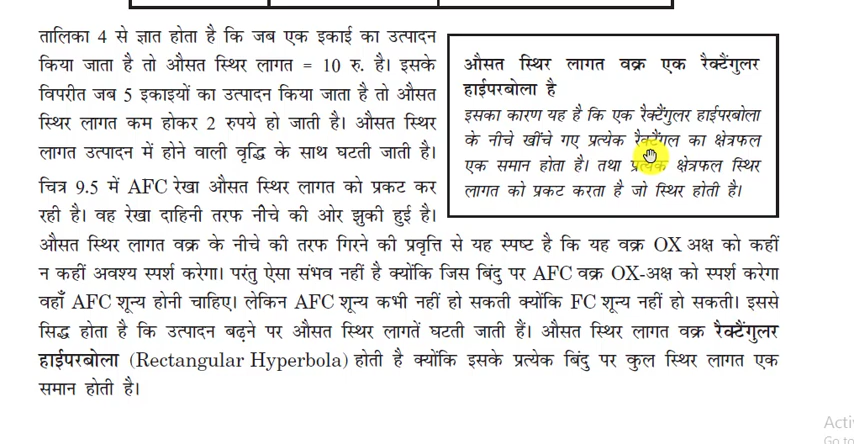 तालिका 4 से ज्ञात होता है कि जब एक इकाई का उत्पादन
किया जाता है तो औसत स्थिर लागत = 10 रु. है। इसके
विपरीत जब 5 इकाइयों का उत्पादन किया जाता है तो औसत
स्थिर लागत कम होकर 2 रुपये हो जाती है। औसत स्थिर
लागत उत्पादन में होने वाली वृद्धि के साथ घटती जाती है।
चित्र 9.5 में AFC रेखा औसत स्थिर लागत को प्रकट कर
रही है। वह रेखा दाहिनी तरफ नीचे की ओर झुकी हुई है।
औसत स्थिर लागत वक्र एक रैक्टैंगुलर
हाईपरबोला है
इसका कारण यह है कि एक रैक्टैंगुलर हाईपरबोला
के नीचे खींचे गए प्रत्येक रैक्टैंगल का क्षेत्रफल
एक समान होता है। तथा प्रत्येक क्षेत्रफल स्थिर
लागत को प्रकट करता है जो स्थिर होती है।
औसत स्थिर लागत वक्र के नीचे की तरफ गिरने की प्रवृत्ति से यह स्पष्ट है कि यह वक्र OX अक्ष को कहीं
न कहीं अवश्य स्पर्श करेगा। परंतु ऐसा संभव नहीं है क्योंकि जिस बिंदु पर AFC वक्र OX-अक्ष को स्पर्श करेगा
वहाँ AFC शून्य होनी चाहिए। लेकिन AFC शून्य कभी नहीं हो सकती क्योंकि FC शून्य नहीं हो सकती। इससे
सिद्ध होता है कि उत्पादन बढ़ने पर औसत स्थिर लागतें घटती जाती हैं। औसत स्थिर लागत वक्र रैक्टैंगुलर
हाईपरबोला (Rectangular Hyperbola) होती है क्योंकि इसके प्रत्येक बिंदु पर कुल स्थिर लागत एक
समान होती है।
Activ
Go to